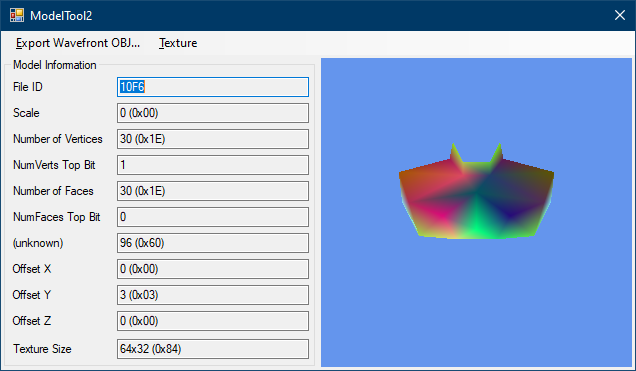 ModelTool2
Export Wavefront OBJ... Texture
Model Information
File ID 10F6
Scale 0 (0x00)
Number of Vertices 30 (0x1E)
NumVerts Top Bit 1
Number of Faces 30 (0x1E)
NumFaces Top Bit 0
(unknown) 96 (0x60)
Offset X 0 (0x00)
Offset Y 3 (0x03)
Offset Z 0 (0x00)
Texture Size 64x32 (0x84)